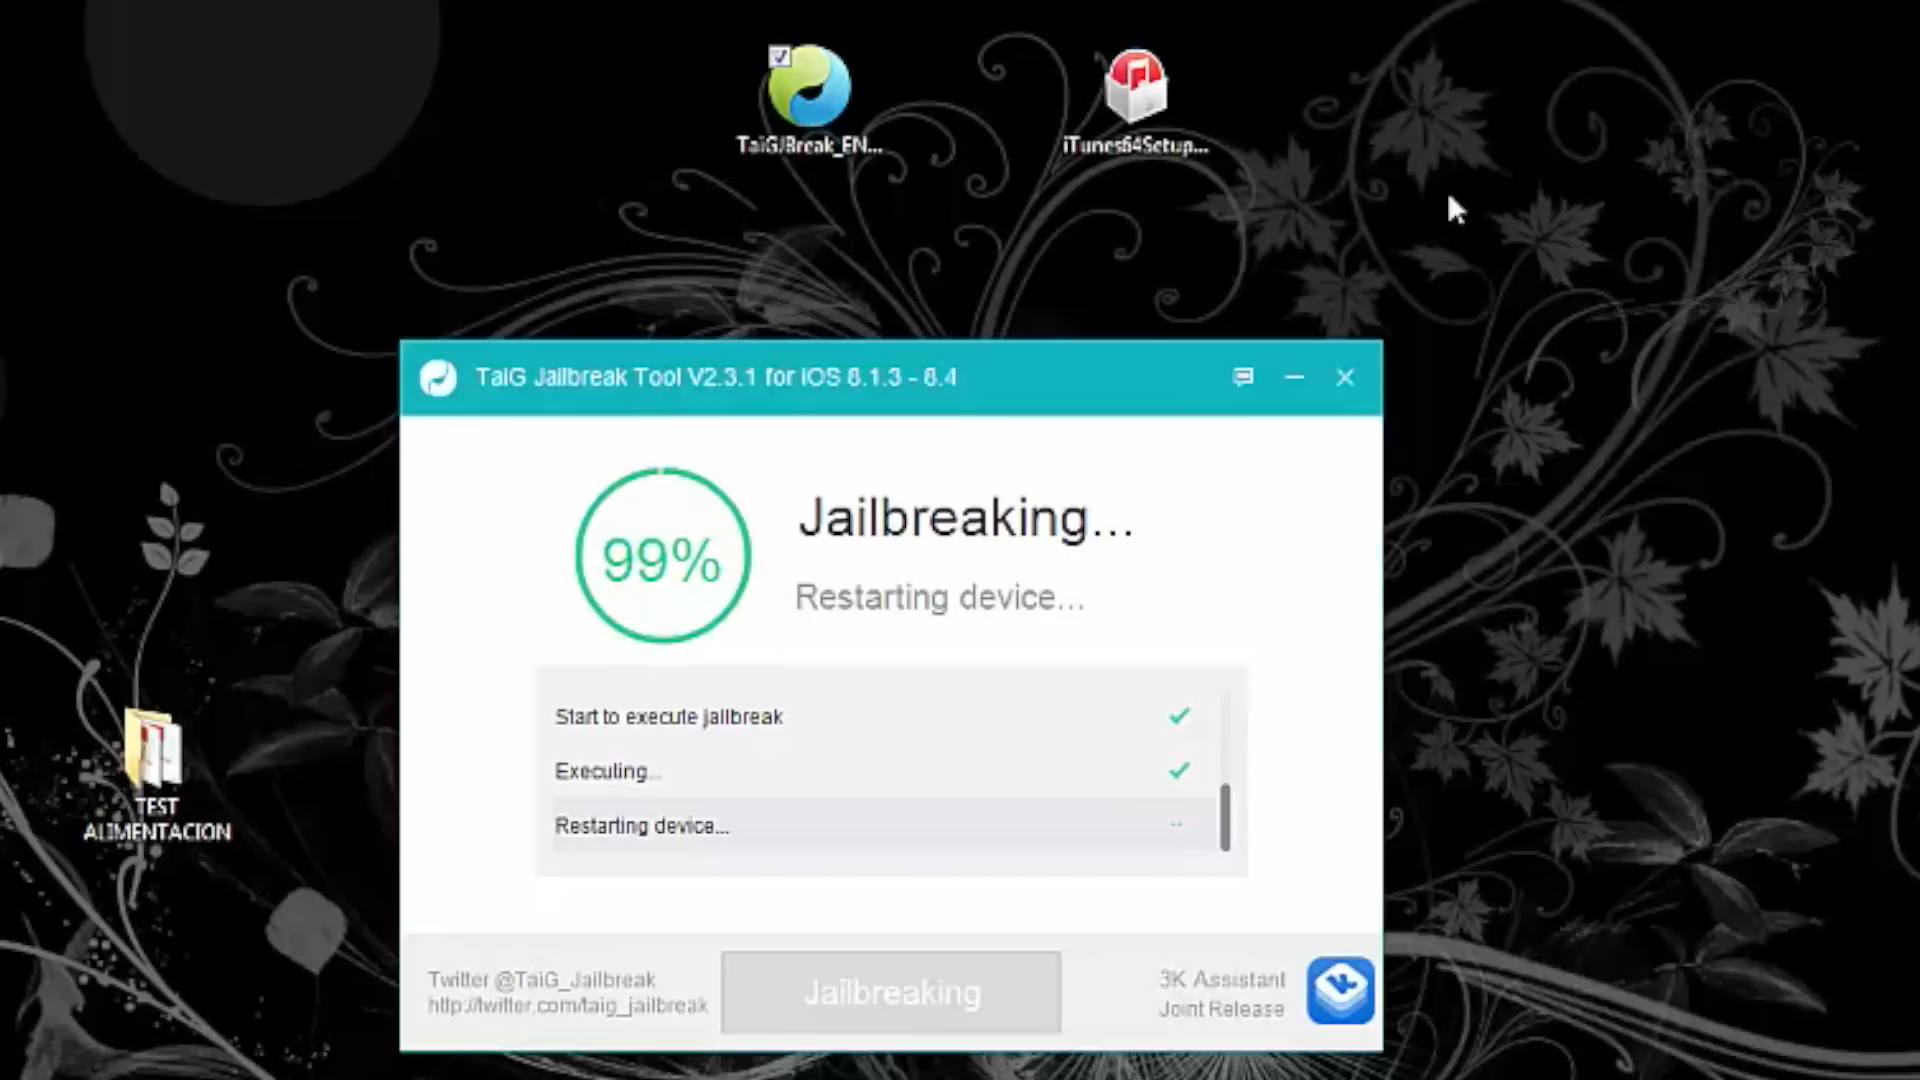 TaiGJBreak_EN...
iTunes64Setup...
TaiG Jailbreak Tool V2.3.1 for iOS 8.1.3 - 8.4
99%
Jailbreaking...
Restarting device...
Start to execute jailbreak
Executing...
Restarting device...
TEST
ALIMENTACION
Twitter @TaiG_Jailbreak
http://twitter.com/taig_jailbreak
Jailbreaking
3K Assistant
Joint Release